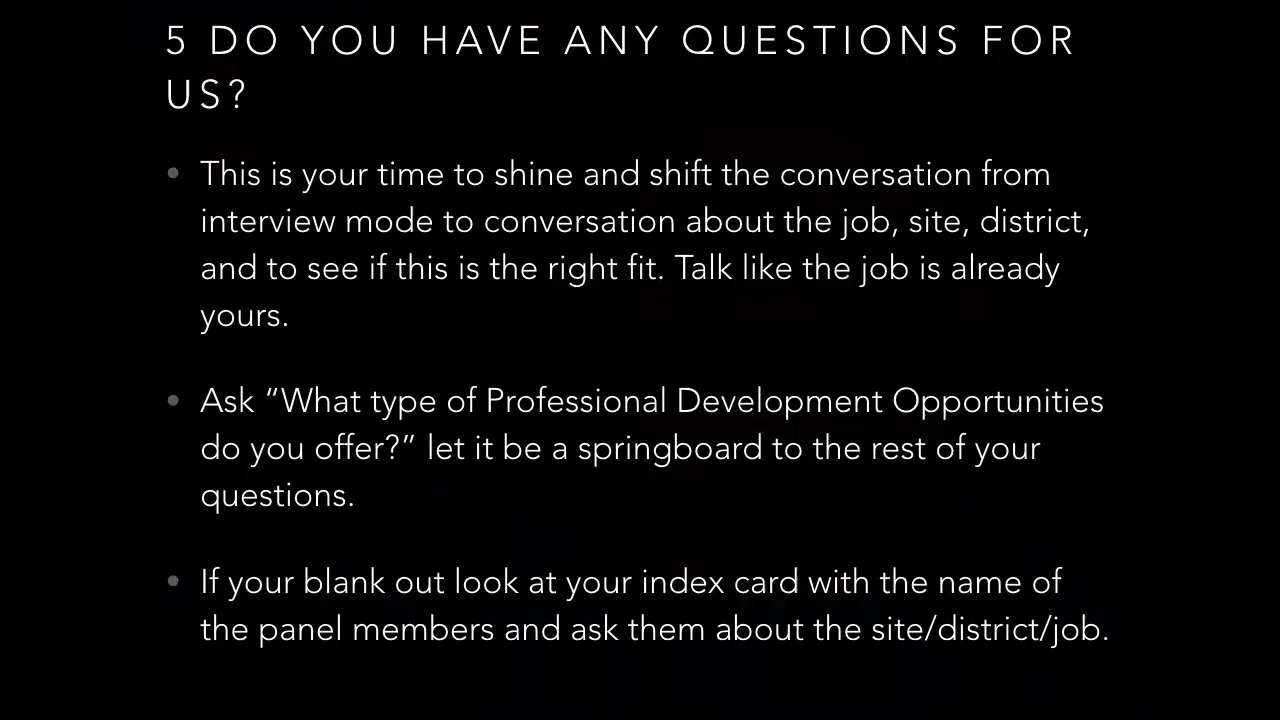 5 DO YOU HAVE ANY QUESTIONS FOR
US?
• This is your time to shine and shift the conversation from
interview mode to conversation about the job, site, district,
and to see if this is the right fit. Talk like the job is already
yours.
• Ask “What type of Professional Development Opportunities
do you offer?” let it be a springboard to the rest of your
questions.
• If your blank out look at your index card with the name of
the panel members and ask them about the site/district/job.